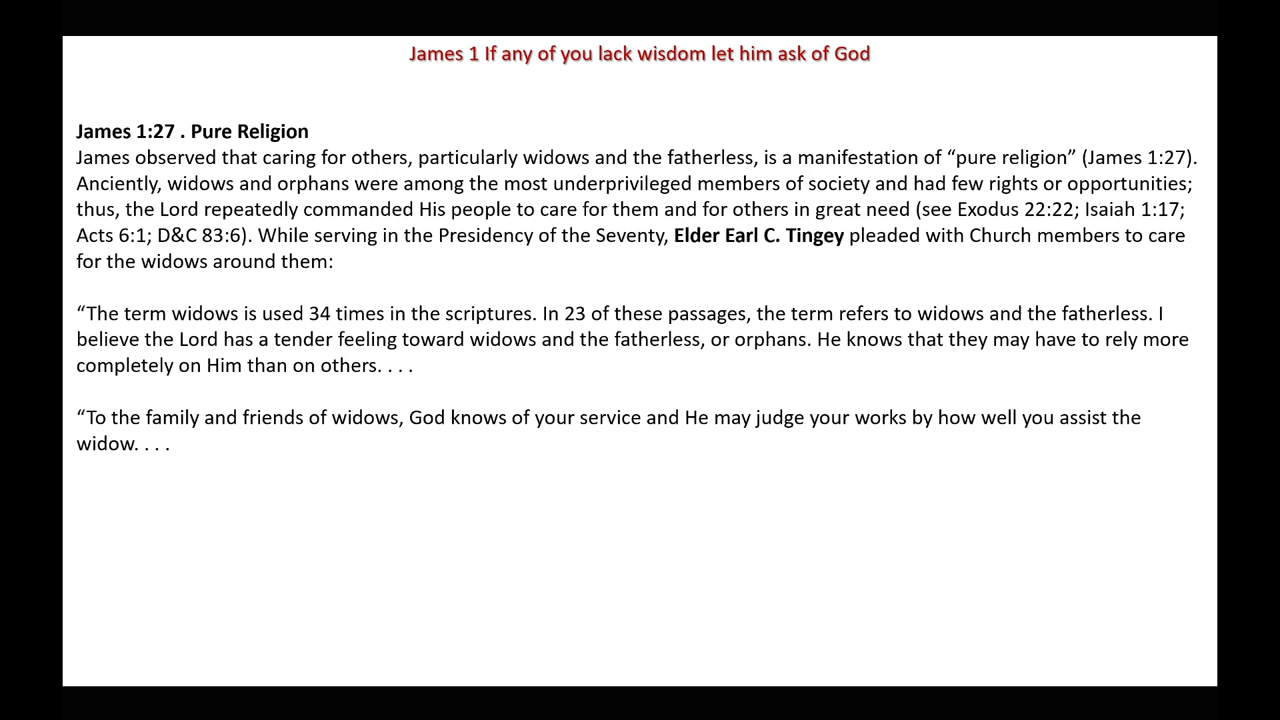 James 1 If any of you lack wisdom let him ask of God
James 1:27 . Pure Religion
James observed that caring for others, particularly widows and the fatherless, is a manifestation of “pure religion” (James 1:27).
Anciently, widows and orphans were among the most underprivileged members of society and had few rights or opportunities;
thus, the Lord repeatedly commanded His people to care for them and for others in great need (see Exodus 22:22; Isaiah 1:17;
Acts 6:1; D&C 83:6). While serving in the Presidency of the Seventy, Elder Earl C. Tingey pleaded with Church members to care
for the widows around them:
“The term widows is used 34 times in the scriptures. In 23 of these passages, the term refers to widows and the fatherless. I
believe the Lord has a tender feeling toward widows and the fatherless, or orphans. He knows that they may have to rely more
completely on Him than on others. . . .
“To the family and friends of widows, God knows of your service and He may judge your works by how well you assist the
widow. . . .